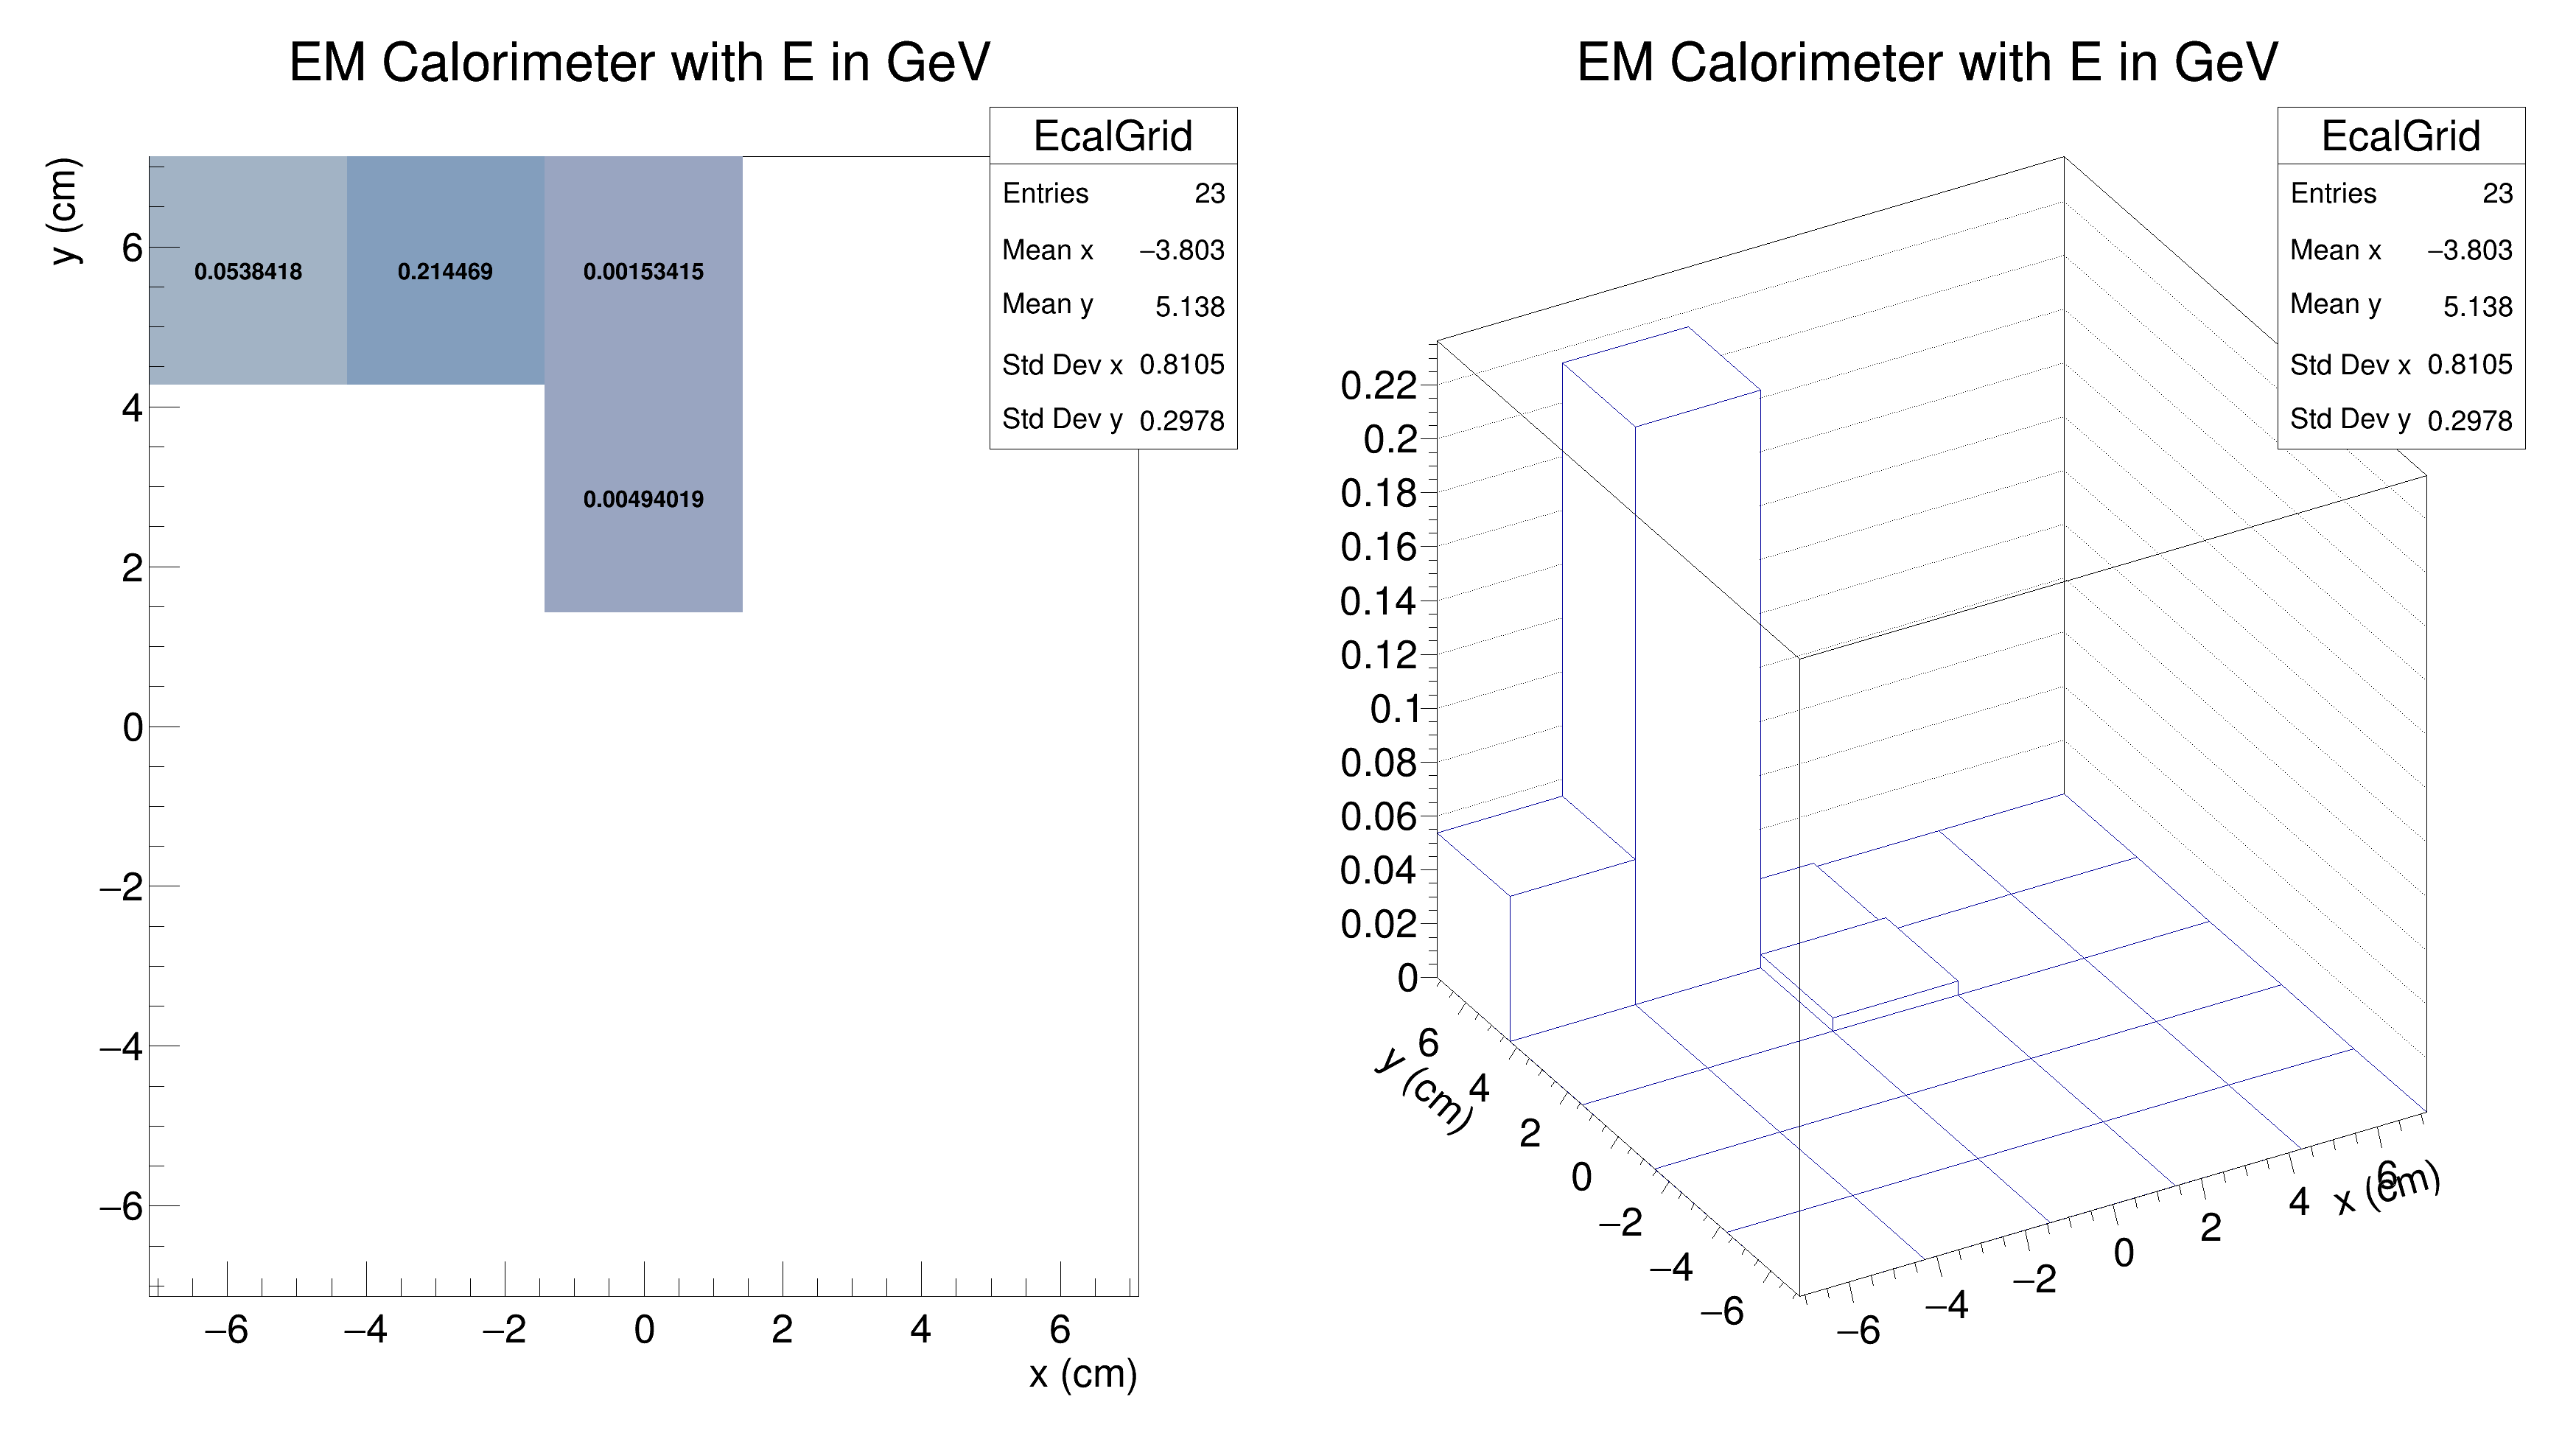 EM Calorimeter with E in GeV
EcalGrid
Entries 23
Mean x −3.803
Mean y 5.138
Std Dev x 0.8105
Std Dev y 0.2978
y (cm)
6
4
2
0
−2
−4
−6
0.0538418 0.214469 0.00153415
0.00494019
−6 −4 −2 0 2 4 6
x (cm)
EM Calorimeter with E in GeV
EcalGrid
Entries 23
Mean x −3.803
Mean y 5.138
Std Dev x 0.8105
Std Dev y 0.2978
0.22
0.2
0.18
0.16
0.14
0.12
0.1
0.08
0.06
0.04
0.02
0
y (cm)
6
4
2
0
−2
−4
−6
−6 −4 −2 0 2 4 6
x (cm)